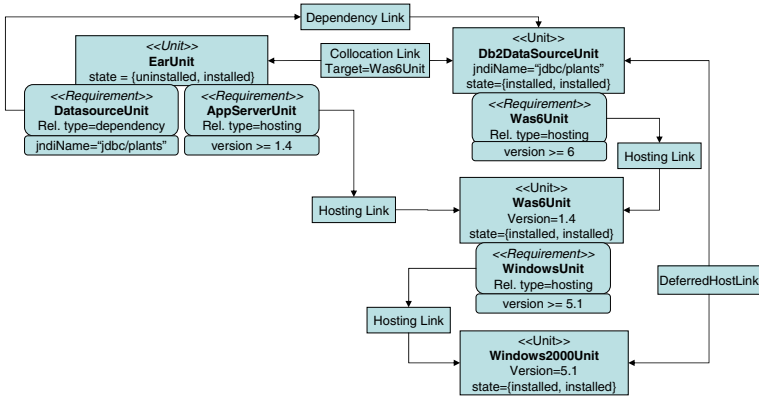 Dependency Link
<<Unit>>
EarUnit
state = {uninstalled, installed}
Collocation Link
Target=Was6Unit
<<Unit>>
Db2DataSourceUnit
jndiName=“jdbc/plants”
state={installed, installed}
<<Requirement>>
DatasourceUnit
Rel. type=dependency
jndiName=“jdbc/plants”
<<Requirement>>
AppServerUnit
Rel. type=hosting
version >= 1.4
<<Requirement>>
Was6Unit
Rel. type=hosting
version >= 6
Hosting Link
Hosting Link
<<Unit>>
Was6Unit
Version=1.4
state={installed, installed}
<<Requirement>>
WindowsUnit
Rel. type=hosting
version >= 5.1
DeferredHostLink
Hosting Link
<<Unit>>
Windows2000Unit
Version=5.1
state={installed, installed}